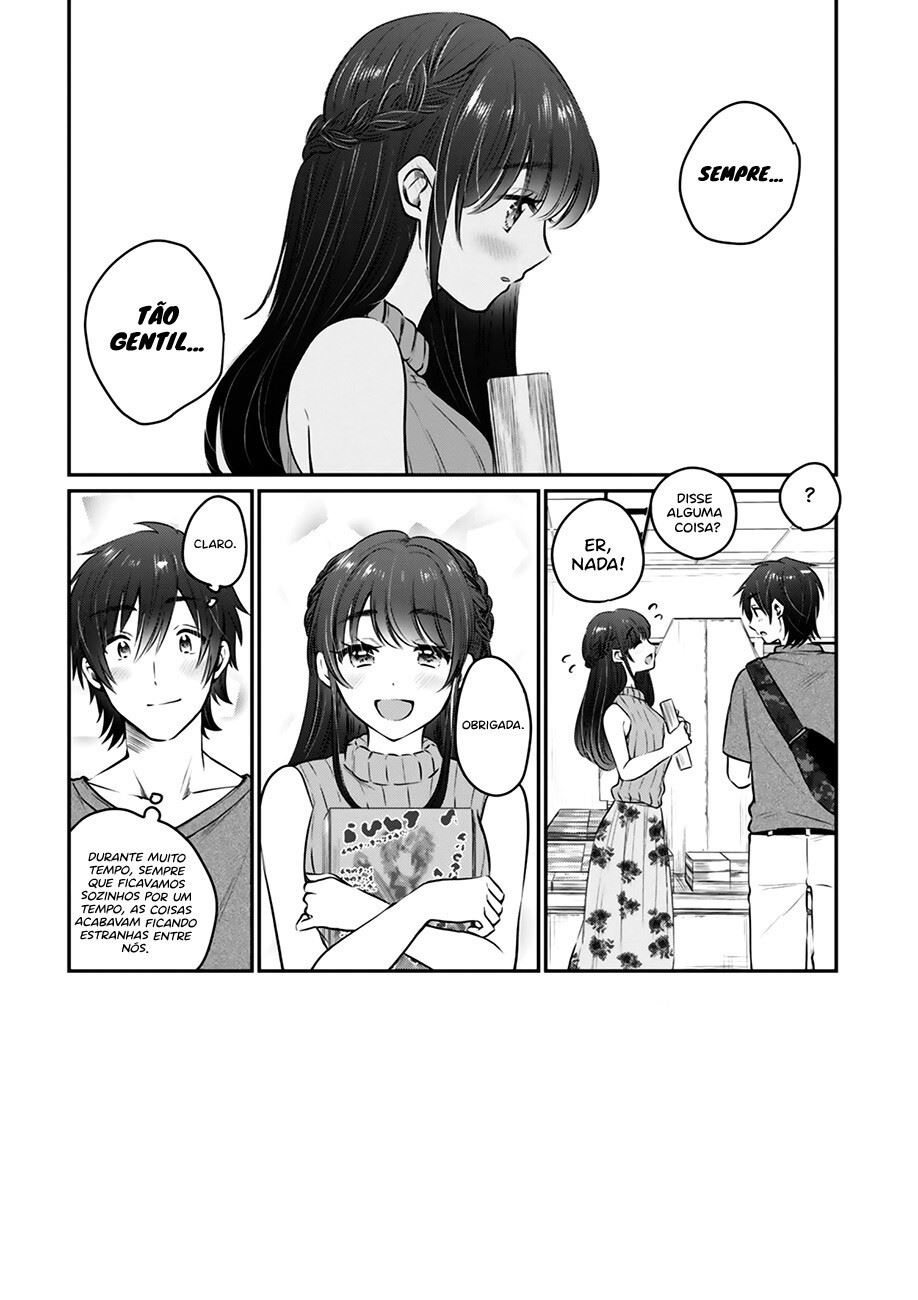 SEMPRE...
TÃO
GENTIL...
?
DISSE
ALGUMA
COISA?
ER,
NADA!
OBRIGADA.
CLARO.
DURANTE MUITO
TEMPO, SEMPRE
QUE FICAVAMOS
SOZINHOS POR UM
TEMPO, AS COISAS
ACABAVAM FICANDO
ESTRANHAS ENTRE
NÓS.